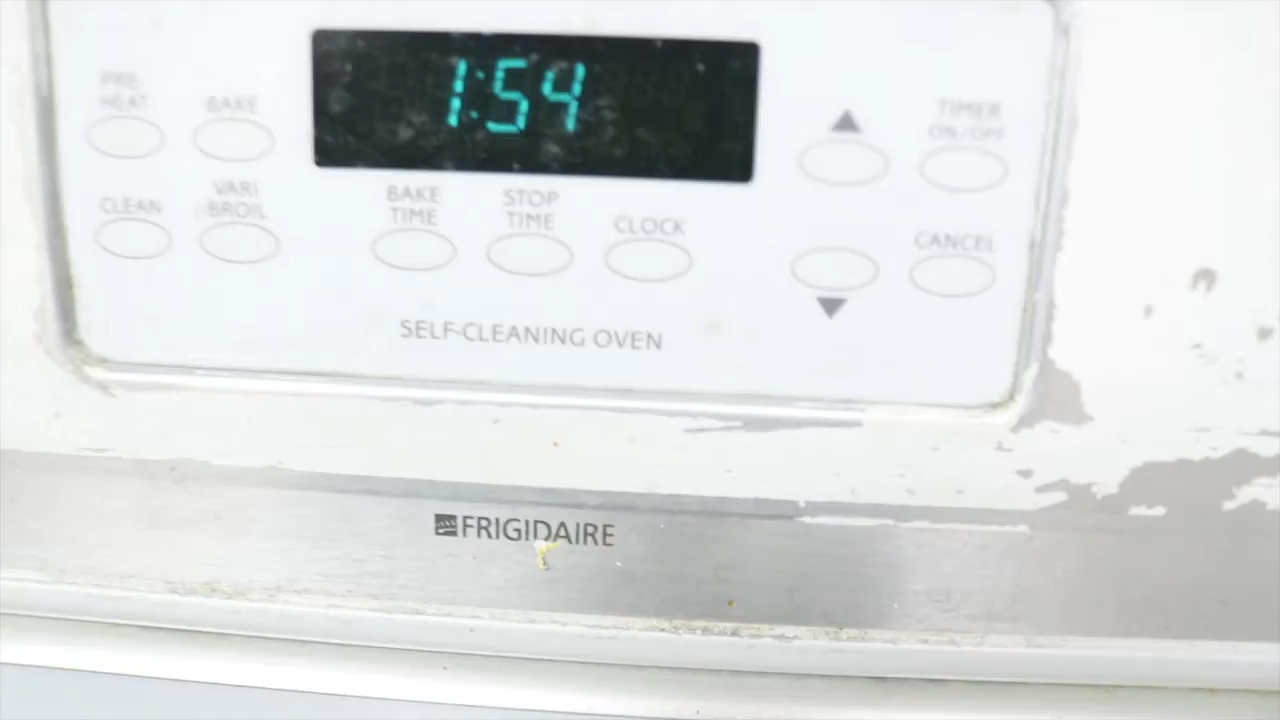 1:54
PRE-
HEAT
BAKE
CLEAN
VARI
BROIL
BAKE
TIME
STOP
TIME
CLOCK
TIMER
ON/OFF
CANCEL
SELF-CLEANING OVEN
FRIGIDAIRE